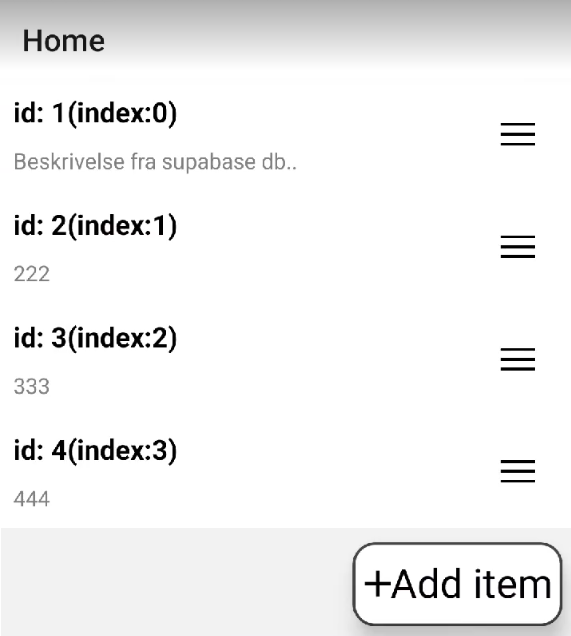 Home
id: 1(index:0)
Beskrivelse fra supabase db..
id: 2(index:1)
222
id: 3(index:2)
333
id: 4(index:3)
444
+Add item